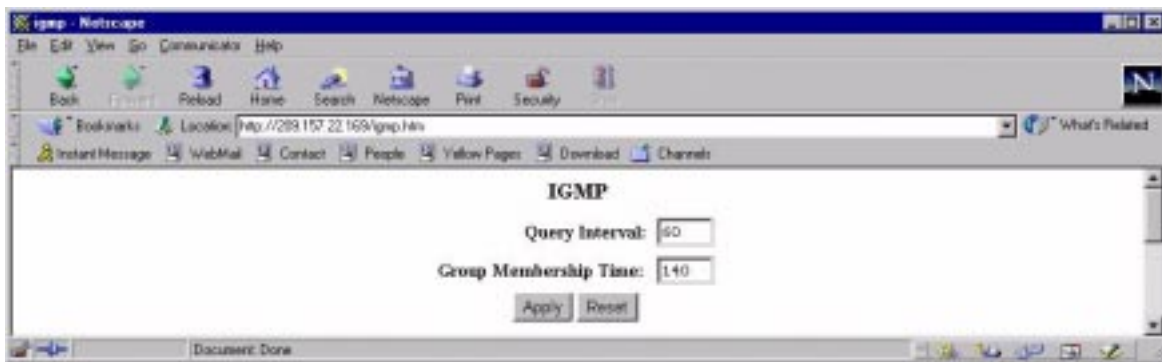 igmp - Netscape
File Edit View Go Communicator Help
Back Forward Reload Home Search Netscape Print Security
Bookmarks Location: http://209.157.22.169/igmp.htm What's Related
Instant Message WebMail Contact People Yellow Pages Download Channels
IGMP
Query Interval: 60
Group Membership Time: 140
Apply Reset
Document: Done